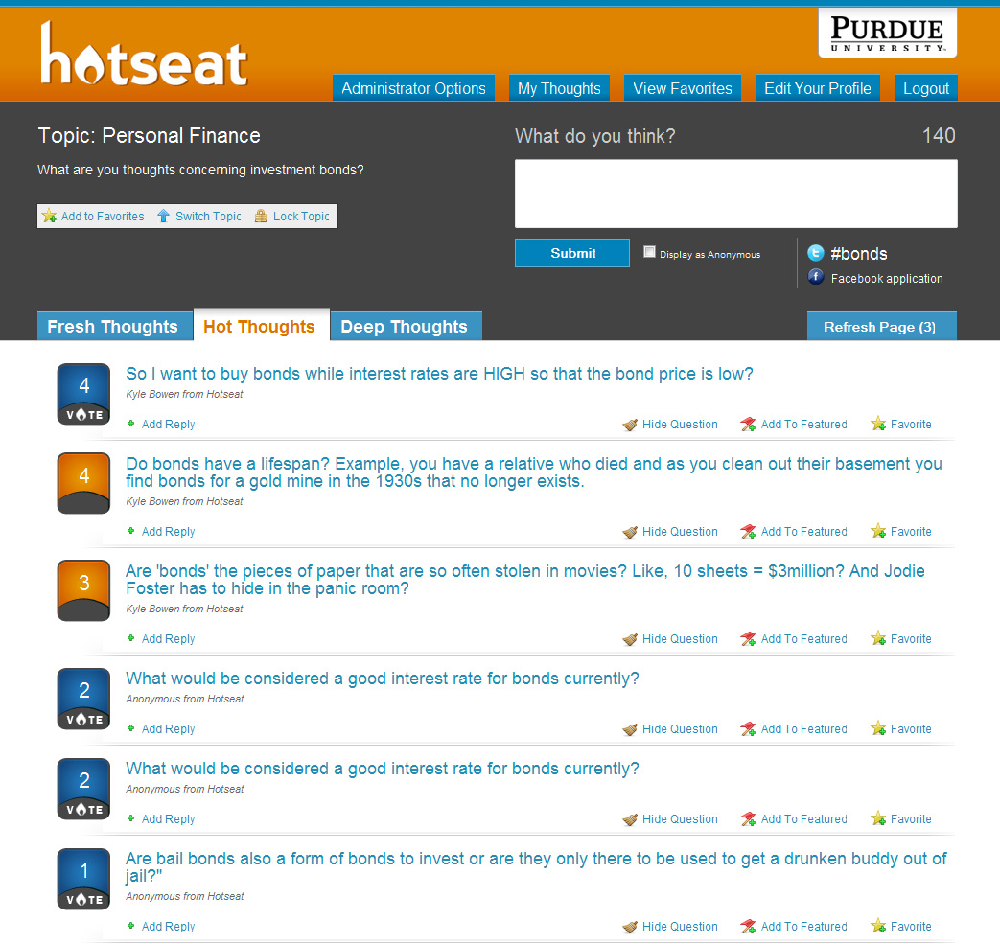 hotseat
PURDUE
UNIVERSITY
Administrator Options
My Thoughts
View Favorites
Edit Your Profile
Logout
Topic: Personal Finance
What are you thoughts concerning investment bonds?
Add to Favorites
Switch Topic
Lock Topic
What do you think?
140
Submit
Display as Anonymous
#bonds
Facebook application
Fresh Thoughts
Hot Thoughts
Deep Thoughts
Refresh Page (3)
4
VOTE
So I want to buy bonds while interest rates are HIGH so that the bond price is low?
Kyle Bowen from Hotseat
Add Reply
Hide Question
Add To Featured
Favorite
4
Do bonds have a lifespan? Example, you have a relative who died and as you clean out their basement you
find bonds for a gold mine in the 1930s that no longer exists.
Kyle Bowen from Hotseat
Add Reply
Hide Question
Add To Featured
Favorite
3
Are 'bonds' the pieces of paper that are so often stolen in movies? Like, 10 sheets = $3million? And Jodie
Foster has to hide in the panic room?
Kyle Bowen from Hotseat
Add Reply
Hide Question
Add To Featured
Favorite
2
VOTE
What would be considered a good interest rate for bonds currently?
Anonymous from Hotseat
Add Reply
Hide Question
Add To Featured
Favorite
2
VOTE
What would be considered a good interest rate for bonds currently?
Anonymous from Hotseat
Add Reply
Hide Question
Add To Featured
Favorite
1
VOTE
Are bail bonds also a form of bonds to invest or are they only there to be used to get a drunken buddy out of
jail?"
Anonymous from Hotseat
Add Reply
Hide Question
Add To Featured
Favorite